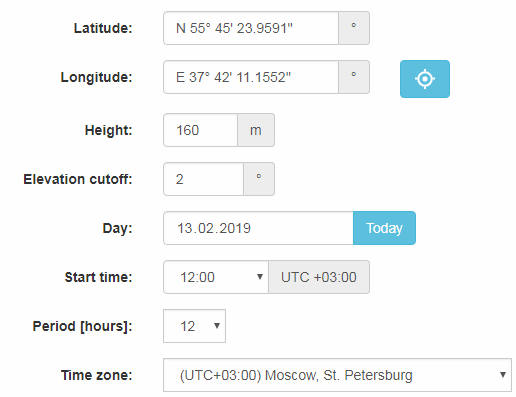 Latitude: N 55° 45' 23.9591" °
Longitude: E 37° 42' 11.1552" °
Height: 160 m
Elevation cutoff: 2 °
Day: 13.02.2019 Today
Start time: 12:00 UTC +03:00
Period [hours]: 12
Time zone: (UTC+03:00) Moscow, St. Petersburg